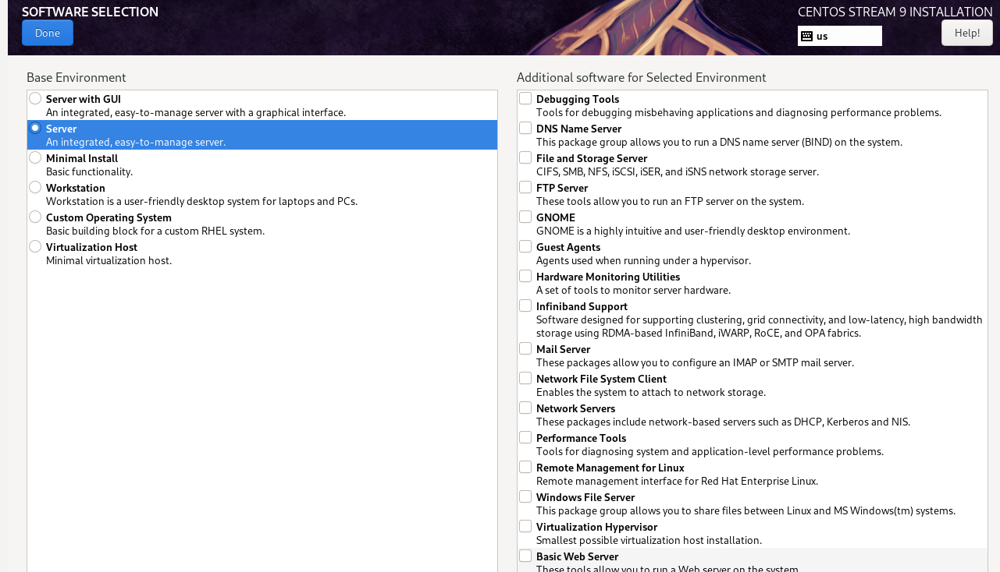 SOFTWARE SELECTION
CENTOS STREAM 9 INSTALLATION
Done
us
Help!
Base Environment
Server with GUI
An integrated, easy-to-manage server with a graphical interface.
Server
An integrated, easy-to-manage server.
Minimal Install
Basic functionality.
Workstation
Workstation is a user-friendly desktop system for laptops and PCs.
Custom Operating System
Basic building block for a custom RHEL system.
Virtualization Host
Minimal virtualization host.
Additional software for Selected Environment
Debugging Tools
Tools for debugging misbehaving applications and diagnosing performance problems.
DNS Name Server
This package group allows you to run a DNS name server (BIND) on the system.
File and Storage Server
CIFS, SMB, NFS, iSCSI, iSER, and iSNS network storage server.
FTP Server
These tools allow you to run an FTP server on the system.
GNOME
GNOME is a highly intuitive and user-friendly desktop environment.
Guest Agents
Agents used when running under a hypervisor.
Hardware Monitoring Utilities
A set of tools to monitor server hardware.
Infiniband Support
Software designed for supporting clustering, grid connectivity, and low-latency, high bandwidth
storage using RDMA-based InfiniBand, iWARP, RoCE, and OPA fabrics.
Mail Server
These packages allow you to configure an IMAP or SMTP mail server.
Network File System Client
Enables the system to attach to network storage.
Network Servers
These packages include network-based servers such as DHCP, Kerberos and NIS.
Performance Tools
Tools for diagnosing system and application-level performance problems.
Remote Management for Linux
Remote management interface for Red Hat Enterprise Linux.
Windows File Server
This package group allows you to share files between Linux and MS Windows(tm) systems.
Virtualization Hypervisor
Smallest possible virtualization host installation.
Basic Web Server
These tools allow you to run a Web server on the system.